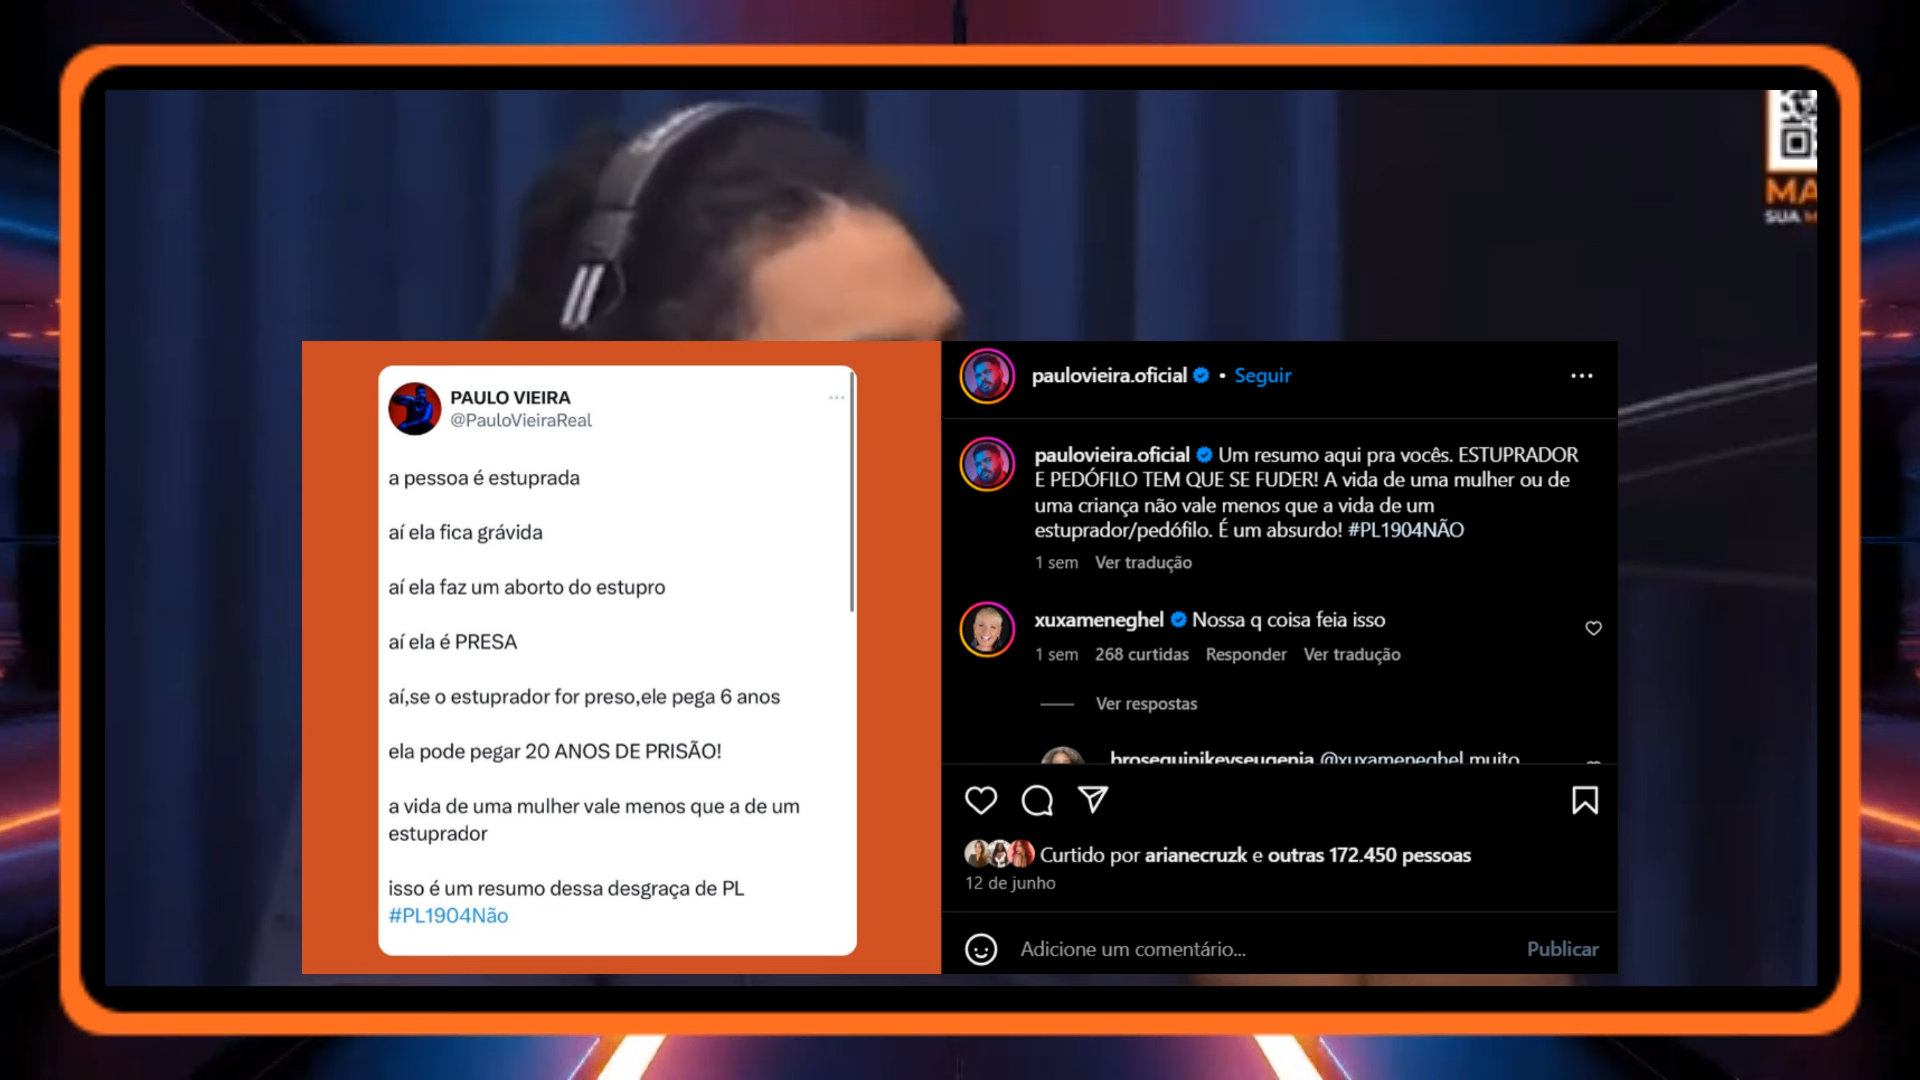 MA
SUA M
PAULO VIEIRA
@PauloVieiraReal
a pessoa é estuprada
aí ela fica grávida
aí ela faz um aborto do estupro
aí ela é PRESA
aí,se o estuprador for preso,ele pega 6 anos
ela pode pegar 20 ANOS DE PRISÃO!
a vida de uma mulher vale menos que a de um
estuprador
isso é um resumo dessa desgraça de PL
#PL1904Não
paulovieira.oficial • Seguir
paulovieira.oficial Um resumo aqui pra vocês. ESTUPRADOR
E PEDÓFILO TEM QUE SE FUDER! A vida de uma mulher ou de
uma criança não vale menos que a vida de um
estuprador/pedófilo. É um absurdo! #PL1904NÃO
1 sem Ver tradução
xuxameneghel Nossa q coisa feia isso
1 sem 268 curtidas Responder Ver tradução
Ver respostas
broseguinikeyseugenia @xuxameneghel muito
Curtido por arianecruzk e outras 172.450 pessoas
12 de junho
Adicione um comentário...
Publicar